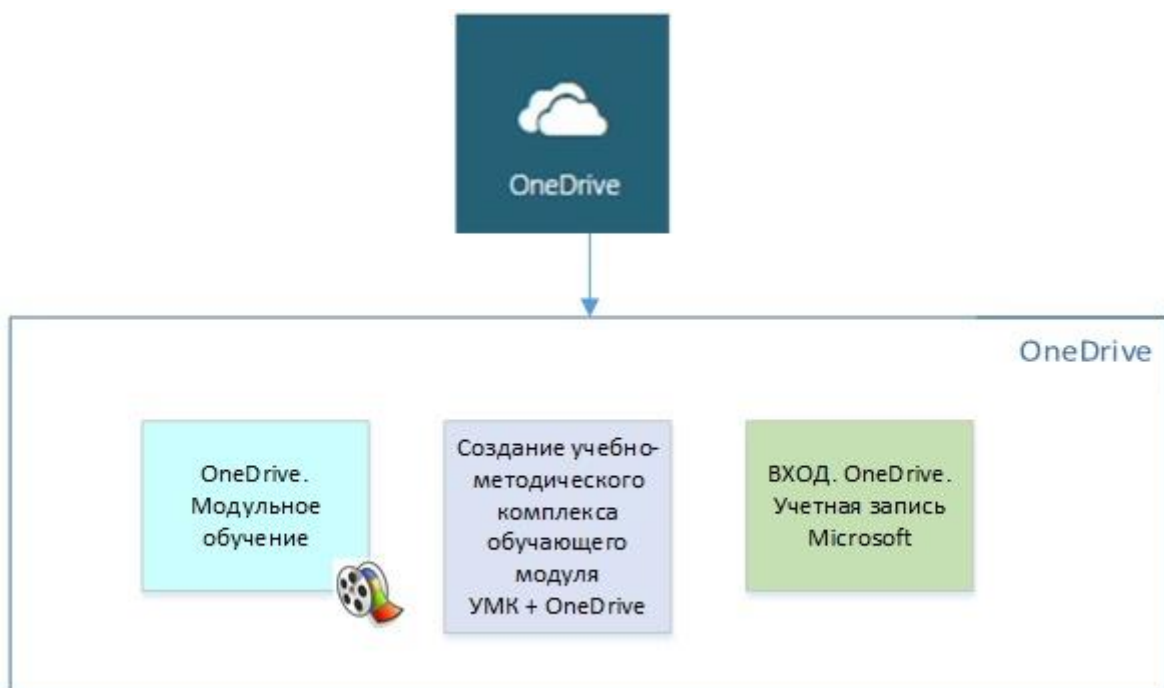 OneDrive
OneDrive
OneDrive.
Модульное
обучение
Создание учебно-
методического
комплекса
обучающего
модуля
УМК + OneDrive
ВХОД. OneDrive.
Учетная запись
Microsoft